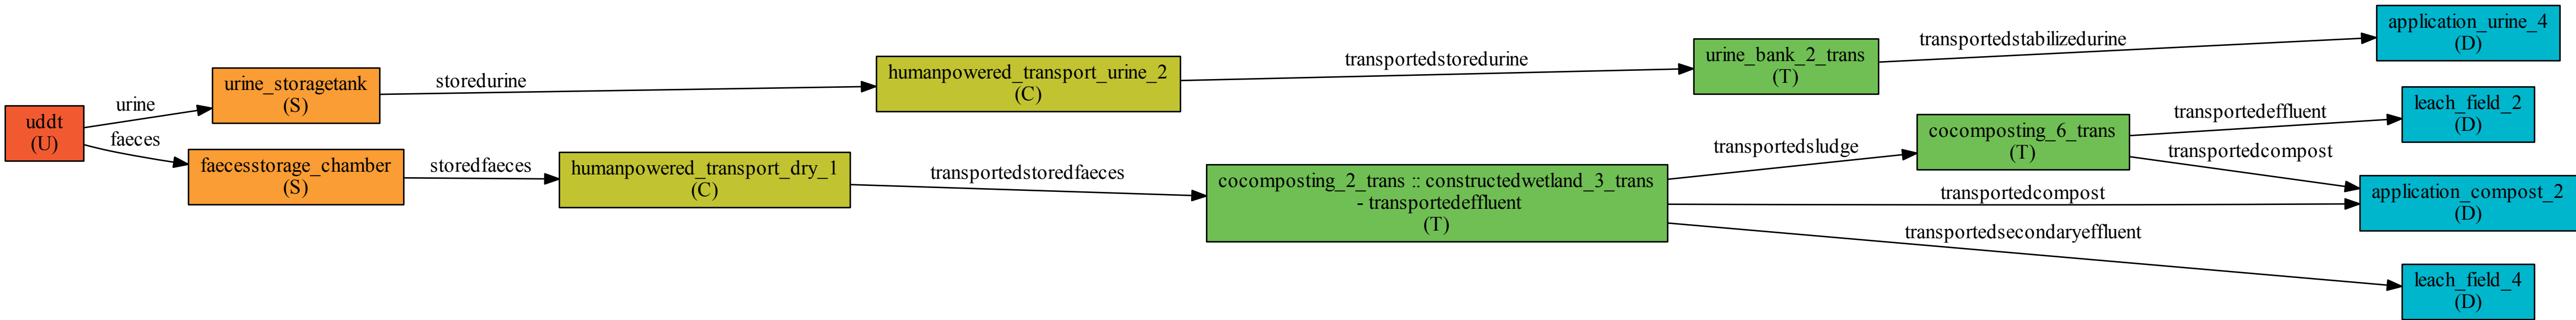 uddt
(U)
urine
faeces
urine_storagetank
(S)
faecesstorage_chamber
(S)
storedurine
storedfaeces
humanpowered_transport_urine_2
(C)
humanpowered_transport_dry_1
(C)
transportedstoredurine
transportedstoredfaeces
urine_bank_2_trans
(T)
cocomposting_2_trans :: constructedwetland_3_trans
- transportedeffluent
(T)
transportedsludge
cocomposting_6_trans
(T)
transportedstabilizedurine
transportedeffluent
transportedcompost
transportedcompost
transportedsecondaryeffluent
application_urine_4
(D)
leach_field_2
(D)
application_compost_2
(D)
leach_field_4
(D)